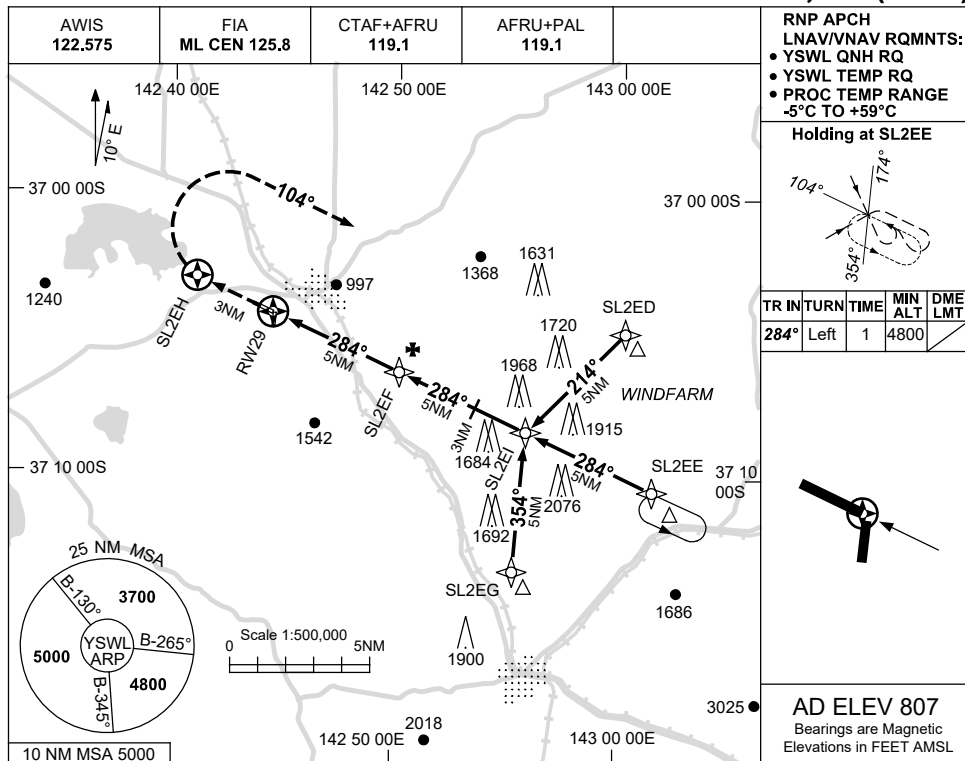 AWIS
122.575
FIA
ML CEN 125.8
CTAF+AFRU
119.1
AFRU+PAL
119.1
RNP APCH
LNAV/VNAV RQMNTS:
• YSWL QNH RQ
• YSWL TEMP RQ
• PROC TEMP RANGE
-5°C TO +59°C
Holding at SL2EE
104°
174°
354°
TR IN TURN TIME MIN ALT DME LMT
284° Left 1 4800
142 40 00E
142 50 00E
143 00 00E
10° E
37 00 00S
37 00 00S
104°
1240
SL2EH
3NM
RW29
997
1368
1631
SL2ED
284°
5NM
1720
214°
5NM
1968
WINDFARM
SL2EF
284°
5NM
1915
1542
3NM
1684
SL2EI
284°
5NM
SL2EE
37 10 00S
37 10
00S
2076
354°
5NM
1692
SL2EG
1686
25 NM MSA
B-130°
3700
YSWL
ARP
B-265°
5000
4800
B-345°
Scale 1:500,000
0
5NM
1900
2018
3025
142 50 00E
143 00 00E
10 NM MSA 5000
AD ELEV 807
Bearings are Magnetic
Elevations in FEET AMSL